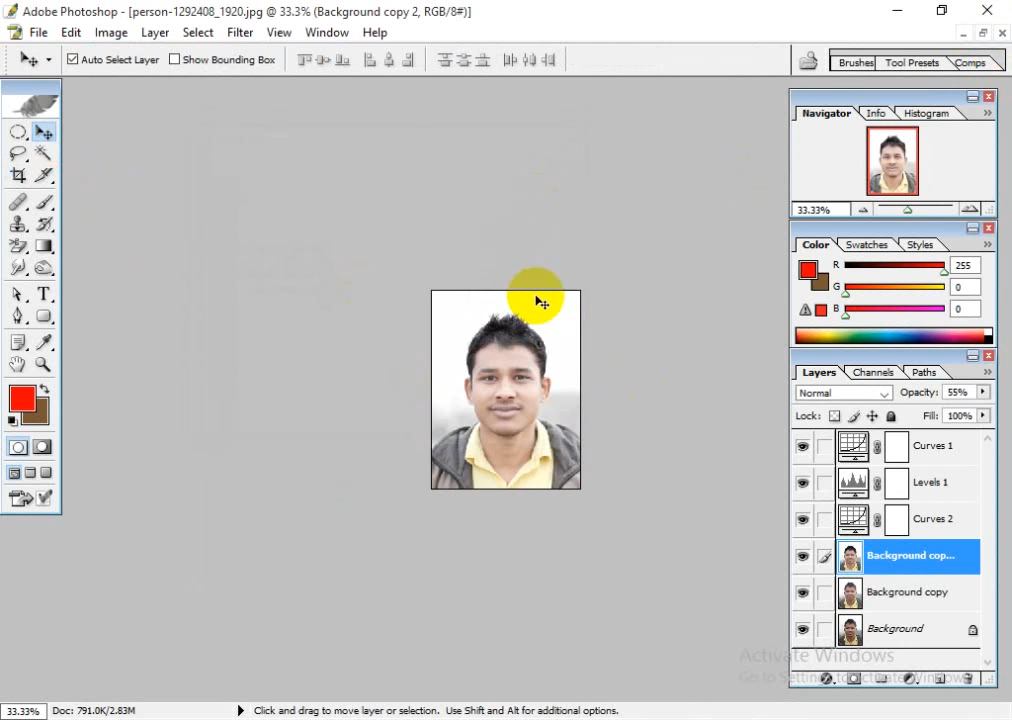 Adobe Photoshop - [person-1292408_1920.jpg @ 33.3% (Background copy 2, RGB/8#)]
File Edit Image Layer Select Filter View Window Help
Auto Select Layer Show Bounding Box Brushes Tool Presets Comps
Navigator Info Histogram
33.33%
Color Swatches Styles
R 255
G 0
B 0
Layers Channels Paths
Normal Opacity: 55%
Lock: Fill: 100%
Curves 1
Levels 1
Curves 2
Background cop...
Background copy
Background
Activate Windows
Go to Settings to activate Windows.
33.33% Doc: 791.0K/2.83M Click and drag to move layer or selection. Use Shift and Alt for additional options.